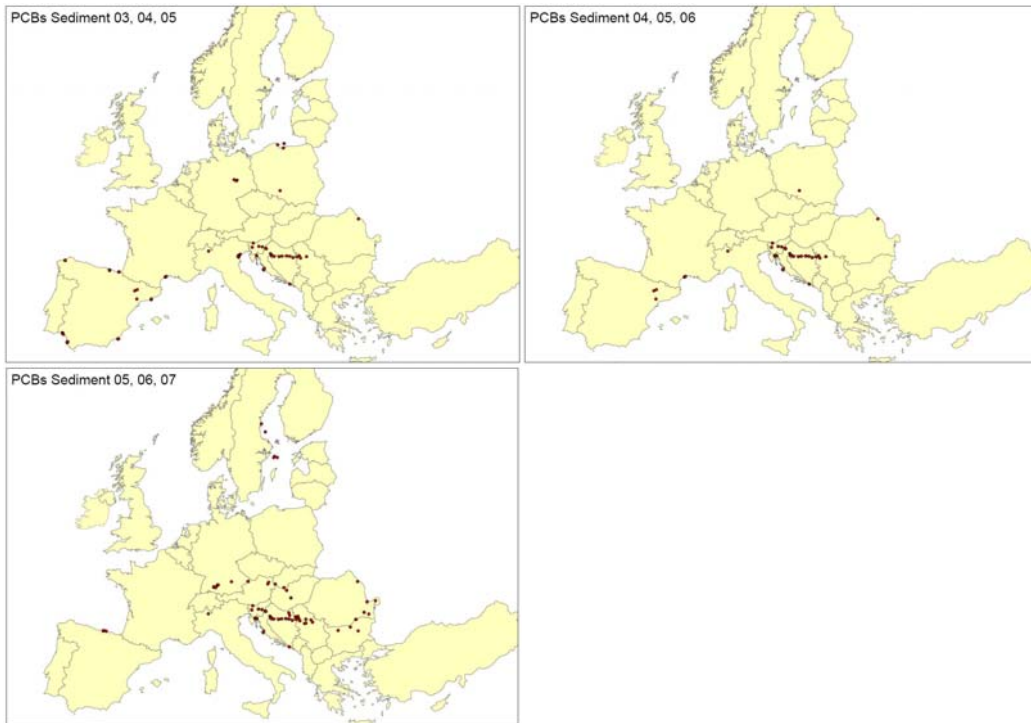 PCBs Sediment 03, 04, 05
PCBs Sediment 04, 05, 06
PCBs Sediment 05, 06, 07